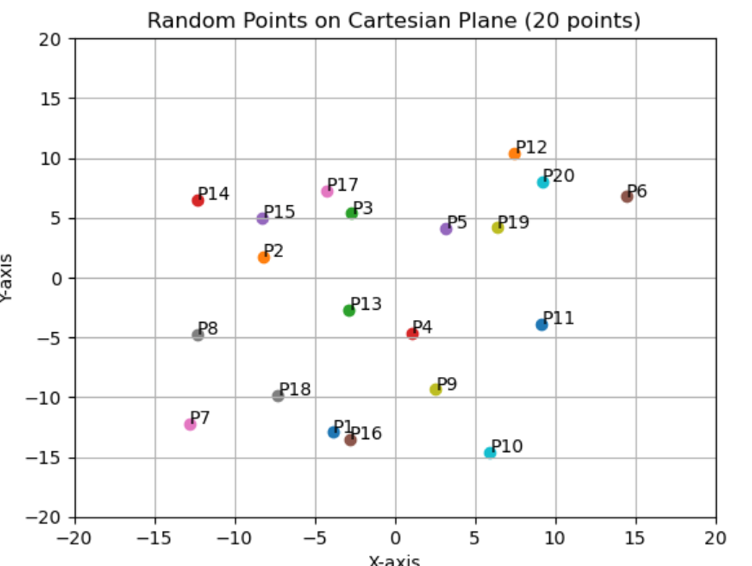 Random Points on Cartesian Plane (20 points)
20
15
10
5
0
−5
−10
−15
−20
Y-axis
P12
P20
P6
P17
P14
P3
P15
P5
P19
P2
P13
P11
P4
P8
P9
P18
P7
P1
P16
P10
−20 −15 −10 −5 0 5 10 15 20
X-axis